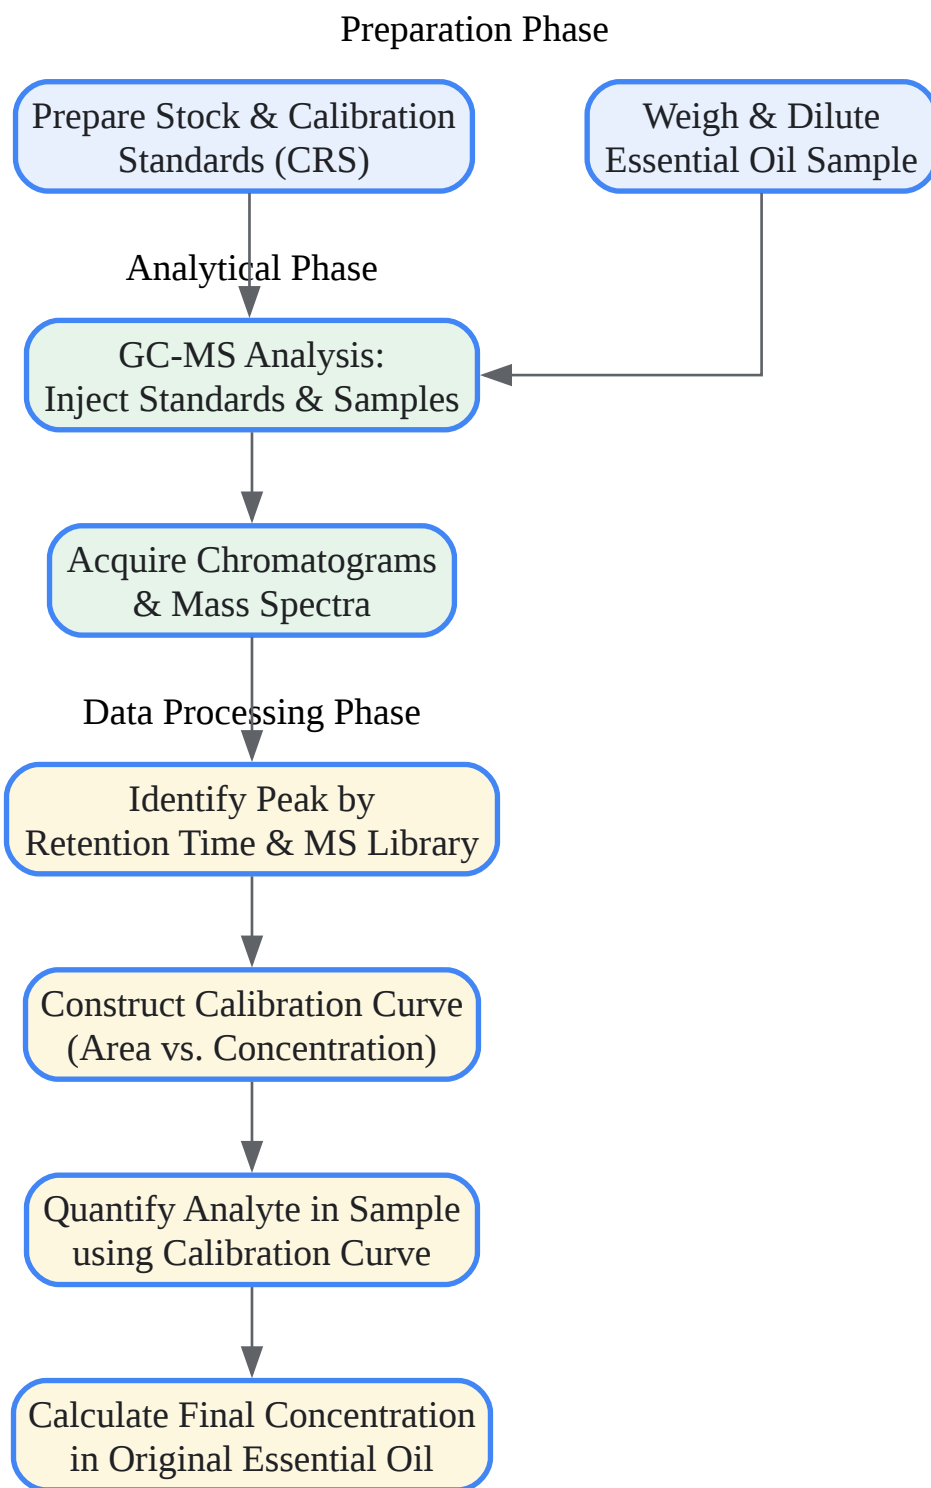 Preparation Phase
Prepare Stock & Calibration
Standards (CRS)
Weigh & Dilute
Essential Oil Sample
Analytical Phase
GC-MS Analysis:
Inject Standards & Samples
Acquire Chromatograms
& Mass Spectra
Data Processing Phase
Identify Peak by
Retention Time & MS Library
Construct Calibration Curve
(Area vs. Concentration)
Quantify Analyte in Sample
using Calibration Curve
Calculate Final Concentration
in Original Essential Oil